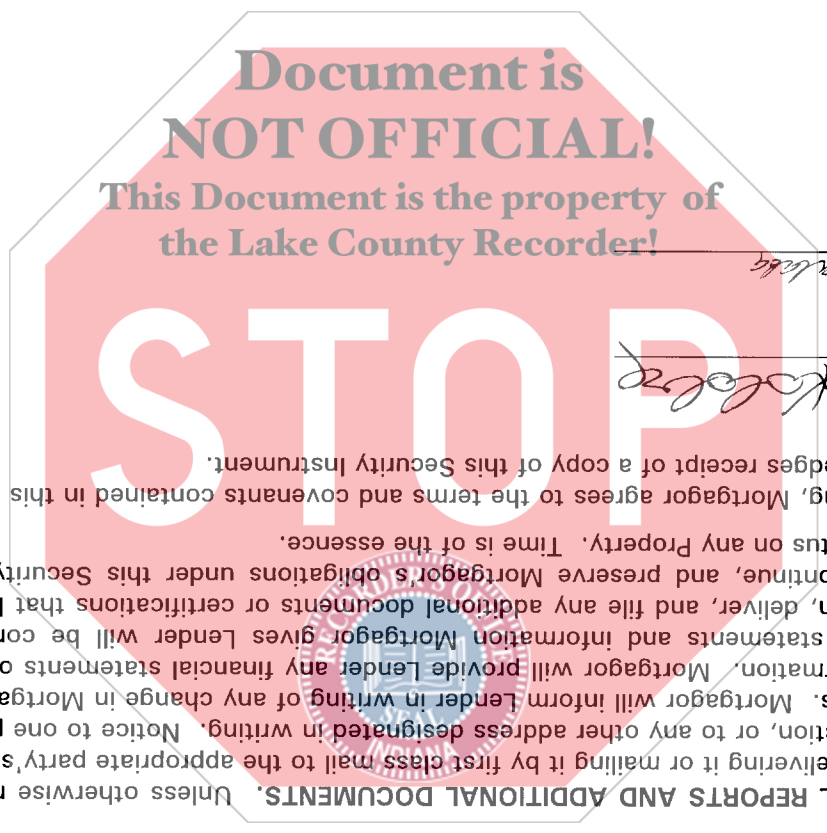 Document is
NOT OFFICIAL!
This Document is the property of
the Lake County Recorder!
STOP
RECORDER'S OFFICE
SEAL
INDIANA
L REPORTS AND ADDITIONAL DOCUMENTS. Unless otherwise
elivering it or mailing it by first class mail to the appropriate party's
tion, or to any other address designated in writing. Notice to one
s. Mortgagor will inform Lender in writing of any change in Mortga
rmation. Mortgagor will provide Lender any financial statements o
statements and information Mortgagor gives Lender will be cor
n, deliver, and file any additional documents or certifications that
ontinue, and preserve Mortgagor's obligations under this Security
tus on any Property. Time is of the essence.
ng, Mortgagor agrees to the terms and covenants contained in this
dges receipt of a copy of this Security Instrument.